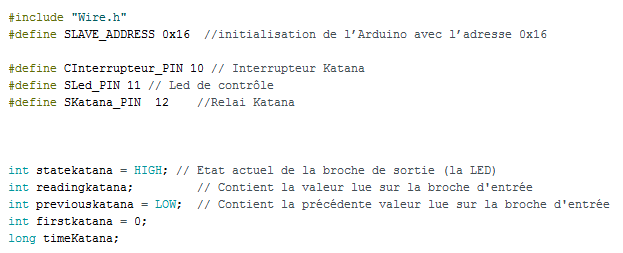 #include "Wire.h"
#define SLAVE_ADDRESS 0x16  //initialisation de l’Arduino avec l’adresse 0x16
#define CInterrupteur_PIN 10 // Interrupteur Katana
#define SLed_PIN 11 // Led de contrôle
#define SKatana_PIN  12    //Relai Katana
int statekatana = HIGH; // Etat actuel de la broche de sortie (la LED)
int readingkatana;         // Contient la valeur lue sur la broche d'entrée
int previouskatana = LOW;  // Contient la précédente valeur lue sur la broche d'entrée
int firstkatana = 0;
long timeKatana;